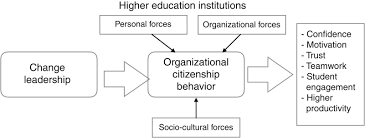 Higher education institutions
Personal forces
Organizational forces
Change
leadership
Organizational
citizenship
behavior
Socio-cultural forces
- Confidence
- Motivation
- Trust
- Teamwork
- Student
engagement
- Higher
productivity